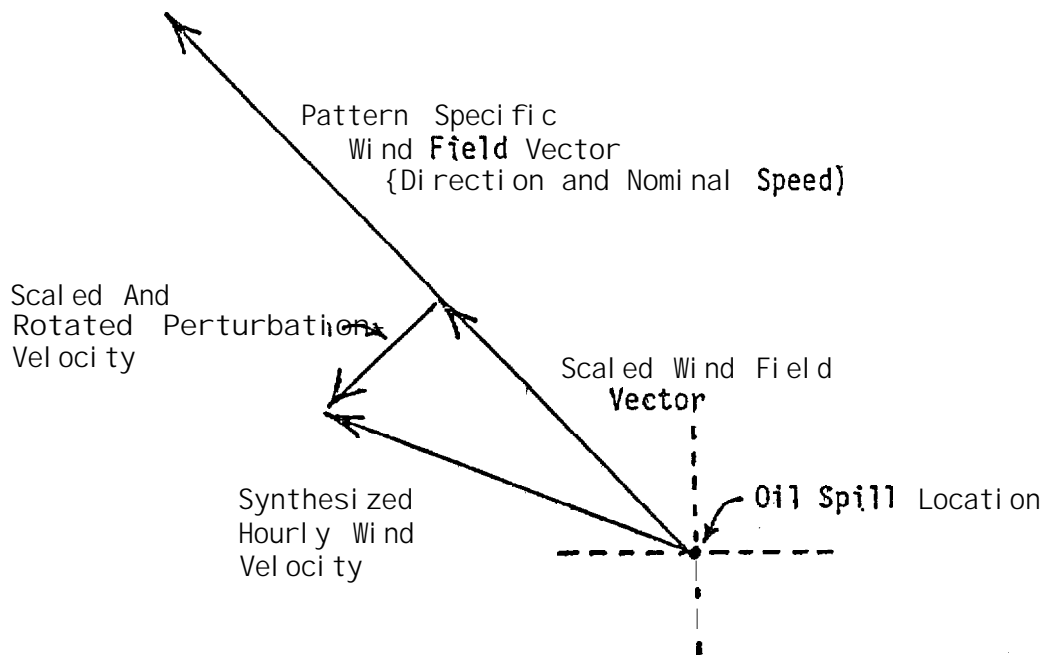 Pattern Specific
Wind Field Vector
{Direction and Nominal Speed)
Scaled And
Rotated Perturbation
Velocity
Scaled Wind Field
Vector
Synthesized
Hourly Wind
Velocity
Oil Spill Location